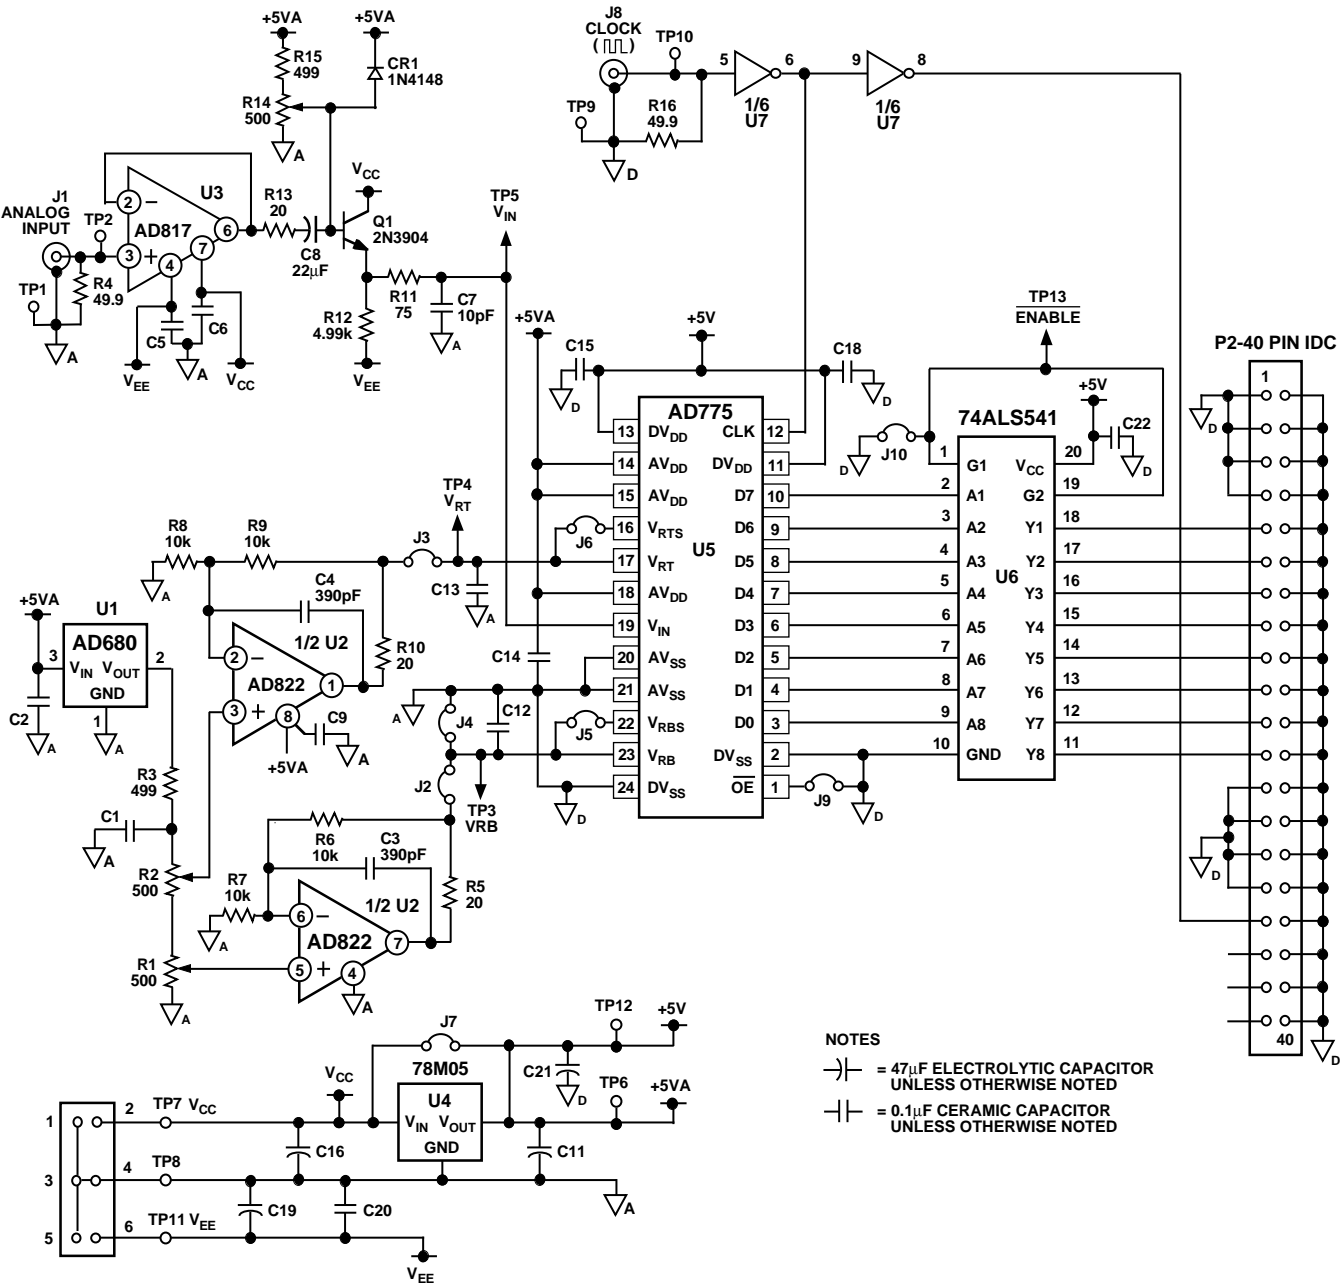 +5VA
R15
499
R14
500
A
+5VA
CR1
1N4148
J8
CLOCK
TP10
TP9
R16
49.9
D
5
6
1/6
U7
9
8
1/6
U7
J1
ANALOG
INPUT
TP2
TP1
R4
49.9
A
U3
AD817
2
–
3
+
4
7
6
C5
C6
VEE
A
VCC
R13
20
C8
22µF
VCC
Q1
2N3904
R12
4.99k
VEE
R11
75
C7
10pF
A
TP5
VIN
+5VA
+5V
C15
D
C18
D
AD775
U5
13 DVDD
14 AVDD
15 AVDD
16 VRTS
17 VRT
18 AVDD
19 VIN
20 AVSS
21 AVSS
22 VRBS
23 VRB
24 DVSS
CLK 12
DVDD 11
D7 10
D6 9
D5 8
D4 7
D3 6
D2 5
D1 4
D0 3
DVSS 2
OE 1
TP13
ENABLE
J10
D
+5V
C22
D
74ALS541
U6
1 G1
2 A1
3 A2
4 A3
5 A4
6 A5
7 A6
8 A7
9 A8
10 GND
VCC 20
G2 19
Y1 18
Y2 17
Y3 16
Y4 15
Y5 14
Y6 13
Y7 12
Y8 11
P2-40 PIN IDC
1
D
D
40
D
J9
D
R8
10k
A
R9
10k
J3
TP4
VRT
J6
C13
A
C4
390pF
1/2 U2
AD822
2
–
3
+
8
1
C9
A
+5VA
R10
20
+5VA
U1
AD680
3
VIN VOUT
2
GND
1
A
C2
A
R3
499
C1
A
R2
500
R1
500
A
C14
A
J4
C12
J5
J2
TP3
VRB
D
R6
10k
C3
390pF
R7
10k
A
1/2 U2
AD822
6
–
5
+
4
7
A
R5
20
J7
78M05
U4
VIN VOUT
GND
VCC
TP12
+5V
C21
D
TP6
+5VA
C11
C16
A
1
2
TP7 VCC
3
4
TP8
C19
C20
5
6
TP11 VEE
VEE
NOTES
= 47µF ELECTROLYTIC CAPACITOR
UNLESS OTHERWISE NOTED
= 0.1µF CERAMIC CAPACITOR
UNLESS OTHERWISE NOTED